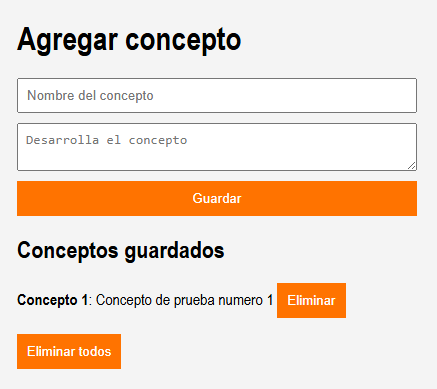 Agregar concepto
Nombre del concepto
Desarrolla el concepto
Guardar
Conceptos guardados
Concepto 1: Concepto de prueba numero 1 Eliminar
Eliminar todos